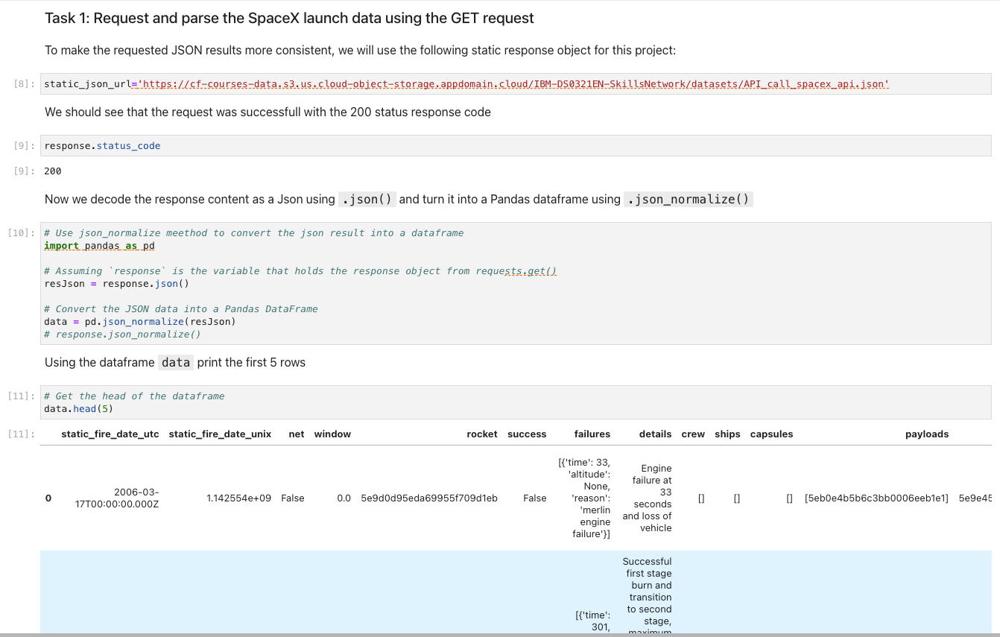 Task 1: Request and parse the SpaceX launch data using the GET request
To make the requested JSON results more consistent, we will use the following static response object for this project:
[8]: static_json_url='https://cf-courses-data.s3.us.cloud-object-storage.appdomain.cloud/IBM-DS0321EN-SkillsNetwork/datasets/API_call_spacex_api.json'
We should see that the request was successfull with the 200 status response code
[9]: response.status_code
[9]: 200
Now we decode the response content as a Json using .json() and turn it into a Pandas dataframe using .json_normalize()
[10]: # Use json_normalize meethod to convert the json result into a dataframe
import pandas as pd
# Assuming `response` is the variable that holds the response object from requests.get()
resJson = response.json()
# Convert the JSON data into a Pandas DataFrame
data = pd.json_normalize(resJson)
# response.json_normalize()
Using the dataframe data print the first 5 rows
[11]: # Get the head of the dataframe
data.head(5)
[11]: static_fire_date_utc static_fire_date_unix net window rocket success failures details crew ships capsules payloads
0 2006-03-
17T00:00:00.000Z
1.142554e+09 False 0.0 5e9d0d95eda69955f709d1eb False
[{'time': 33,
'altitude':
None,
'reason':
'merlin
engine
failure'}]
Engine
failure at
33
seconds
and loss of
vehicle
[] [] [] [5eb0e4b5b6c3bb0006eeb1e1] 5e9e45
[{'time':
301,
Successful
first stage
burn and
transition
to second
stage,
maximum